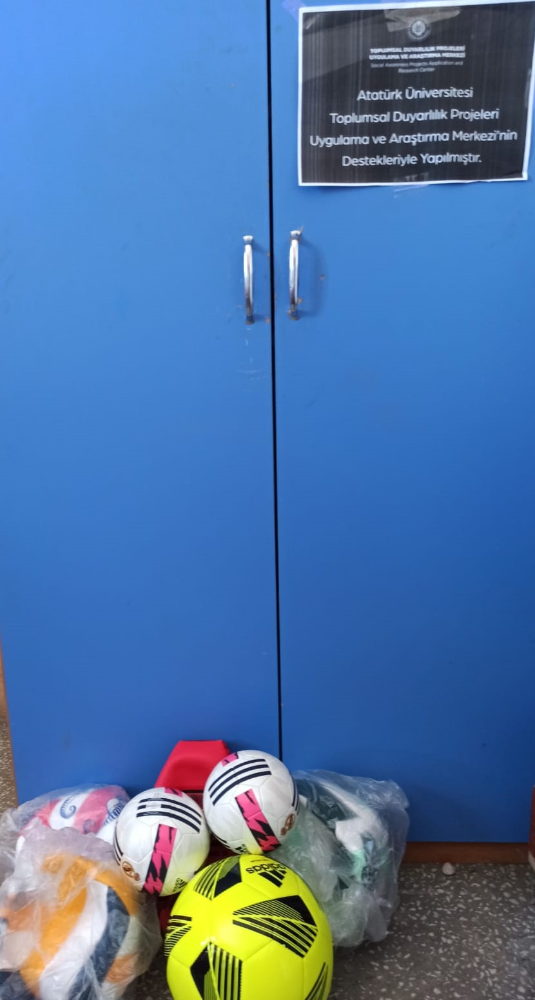 TOPLUMSAL DUYARLILIK PROJELERİ
UYGULAMA VE ARAŞTIRMA MERKEZİ
Social Awareness Projects Application and
Research Center
Atatürk Üniversitesi
Toplumsal Duyarlılık Projeleri
Uygulama ve Araştırma Merkezi'nin
Destekleriyle Yapılmıştır.
adidas